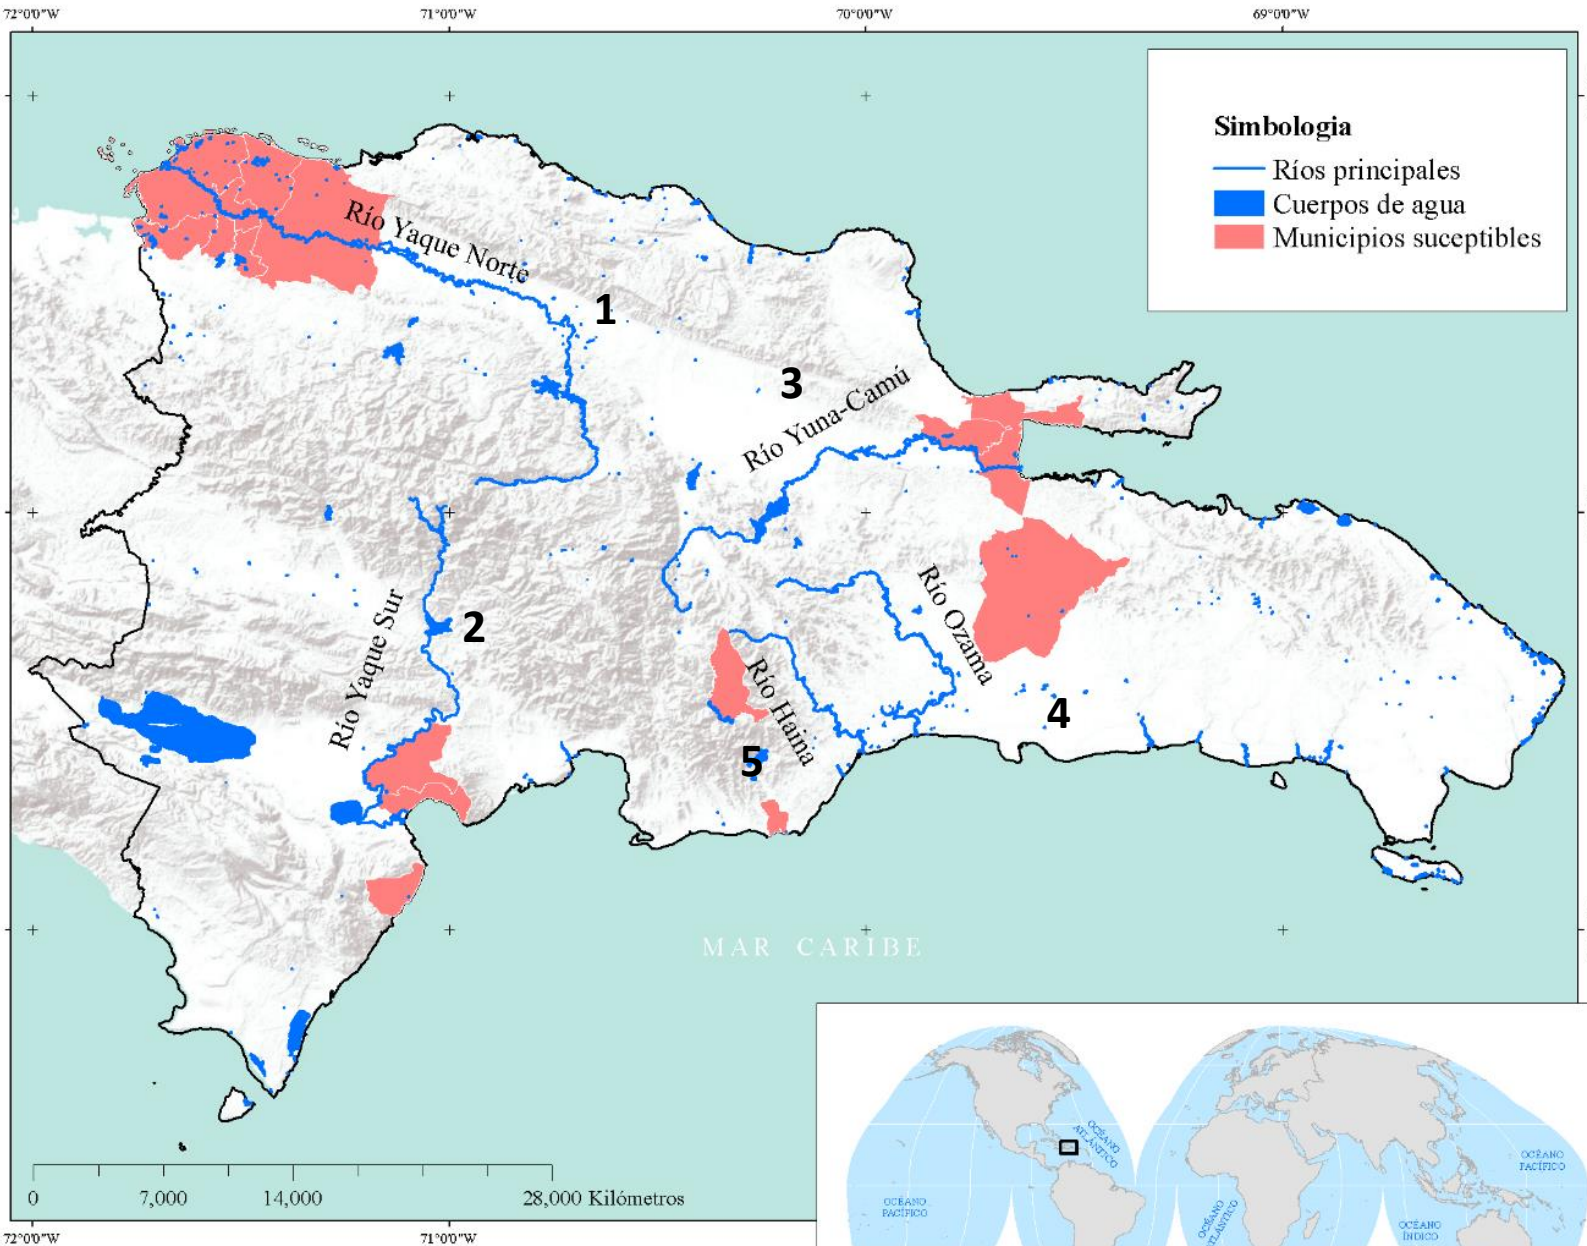 72°0'0"W
71°0'0"W
70°0'0"W
69°0'0"W
Simbologia
Ríos principales
Cuerpos de agua
Municipios suceptibles
Río Yaque Norte
1
3
Río Yuna-Camú
Río Yaque Sur
2
Río Ozama
Río Haina
4
5
MAR CARIBE
0
7,000
14,000
28,000 Kilómetros
OCÉANO
ATLÁNTICO
OCÉANO
PACÍFICO
OCÉANO
PACÍFICO
OCÉANO
ATLÁNTICO
OCÉANO
ÍNDICO
72°0'0"W
71°0'0"W